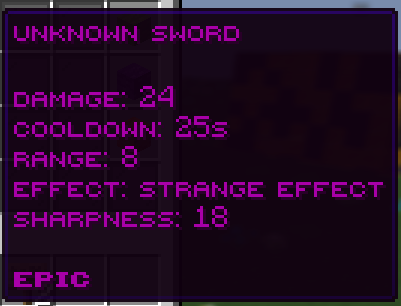 UNKNOWN SWORD
DAMAGE: 24
COOLDOWN: 25s
RANGE: 8
EFFECT: STRANGE EFFECT
SHARPNESS: 18
EPIC